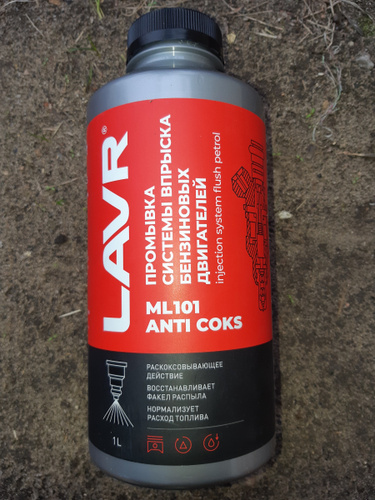 LAVR
ПРОМЫВКА
СИСТЕМЫ ВПРЫСКА
БЕНЗИНОВЫХ
ДВИГАТЕЛЕЙ
injection system flush petrol
ML101
ANTI COKS
РАСКОКСОВЫВАЮЩЕЕ
ДЕЙСТВИЕ
ВОССТАНАВЛИВАЕТ
ФАКЕЛ РАСПЫЛА
НОРМАЛИЗУЕТ
РАСХОД ТОПЛИВА
1L